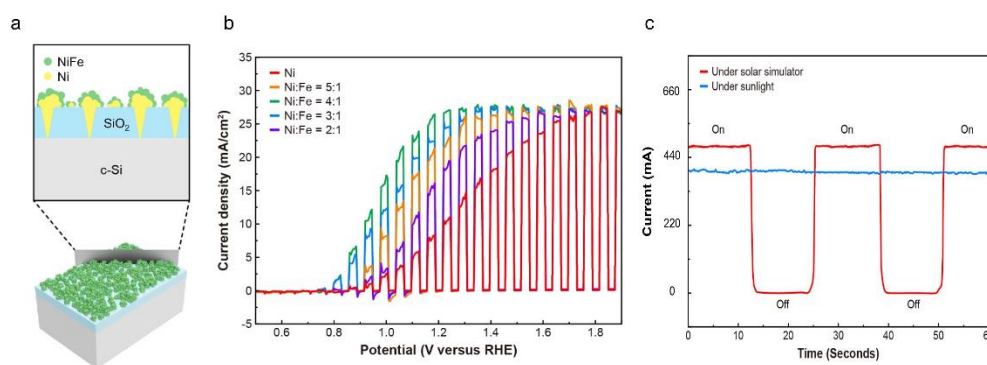 a
NiFe
Ni
SiO2
c-Si
b
Current density (mA/cm2)
35
30
25
20
15
10
5
0
-5
Ni
Ni:Fe = 5:1
Ni:Fe = 4:1
Ni:Fe = 3:1
Ni:Fe = 2:1
0.6
0.8
1.0
1.2
1.4
1.6
1.8
Potential (V versus RHE)
c
Current (mA)
660
440
220
0
Under solar simulator
Under sunlight
On
On
On
Off
Off
0
10
20
30
40
50
60
Time (Seconds)